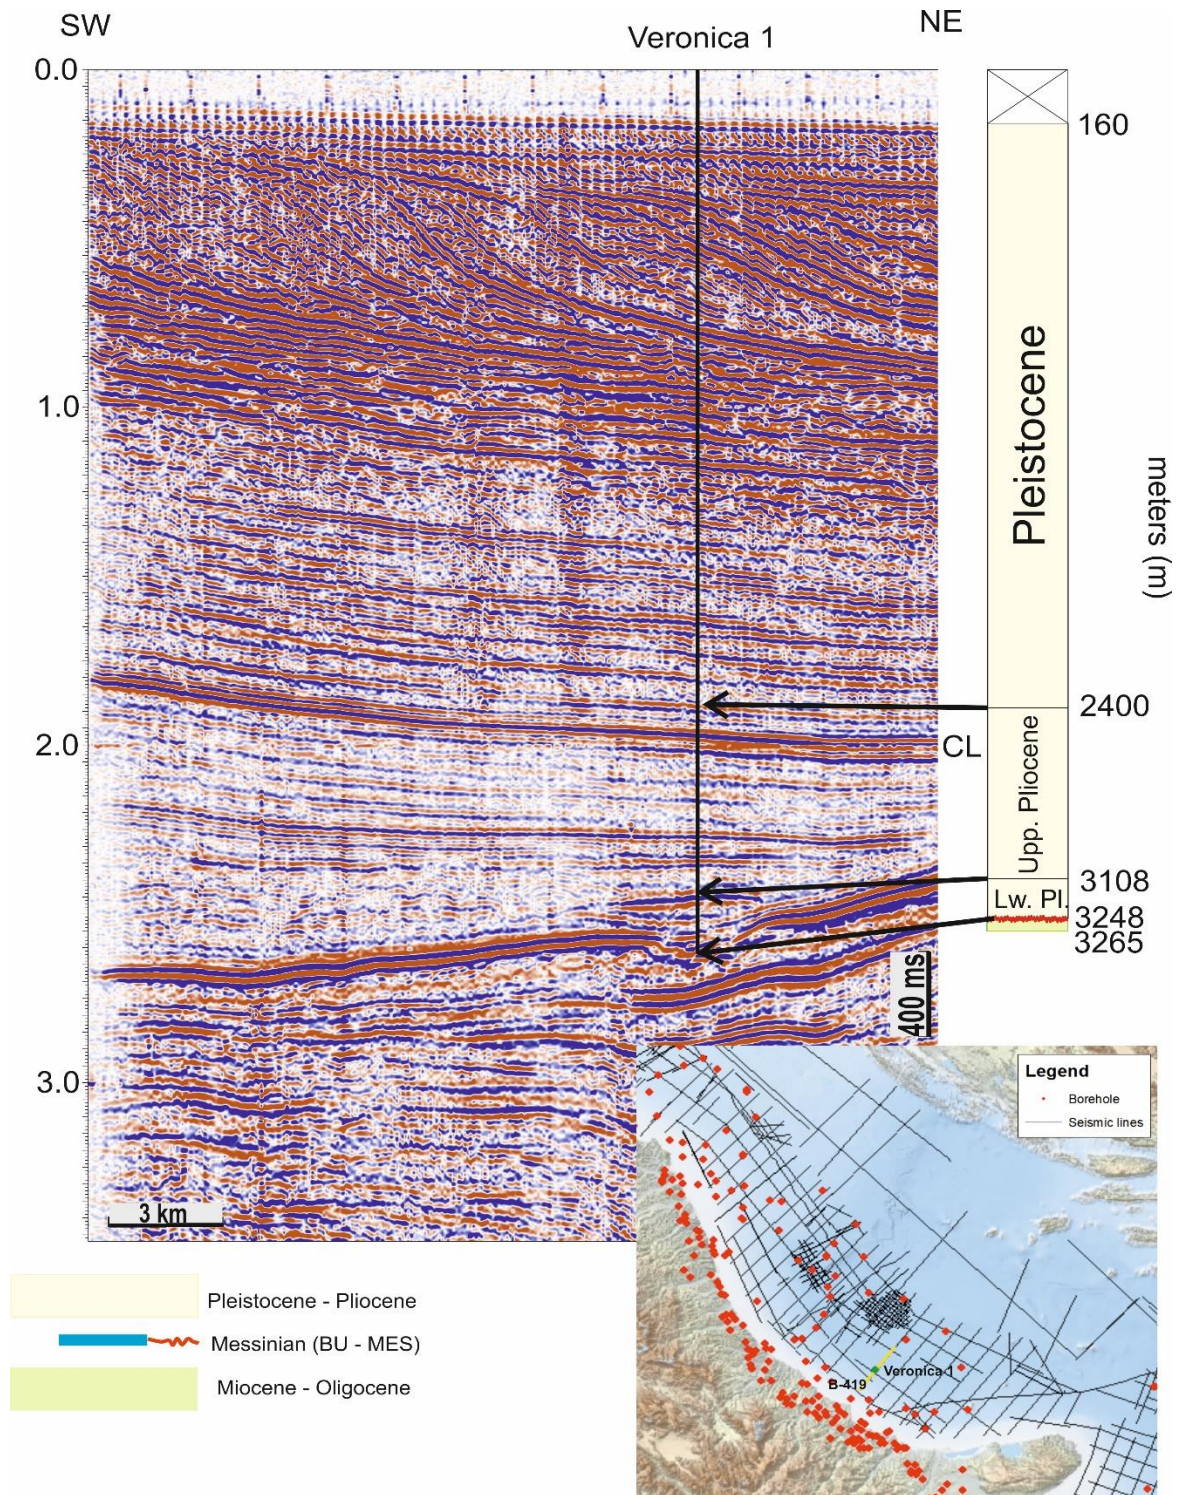 SW
Veronica 1
NE
0.0
160
Pleistocene
1.0
meters (m)
2400
2.0
CL
Upp. Pliocene
3108
Lw. Pl.
3248
3265
400 ms
3.0
3 km
Legend
Borehole
Seismic lines
Veronica 1
B-419
Pleistocene - Pliocene
Messinian (BU - MES)
Miocene - Oligocene